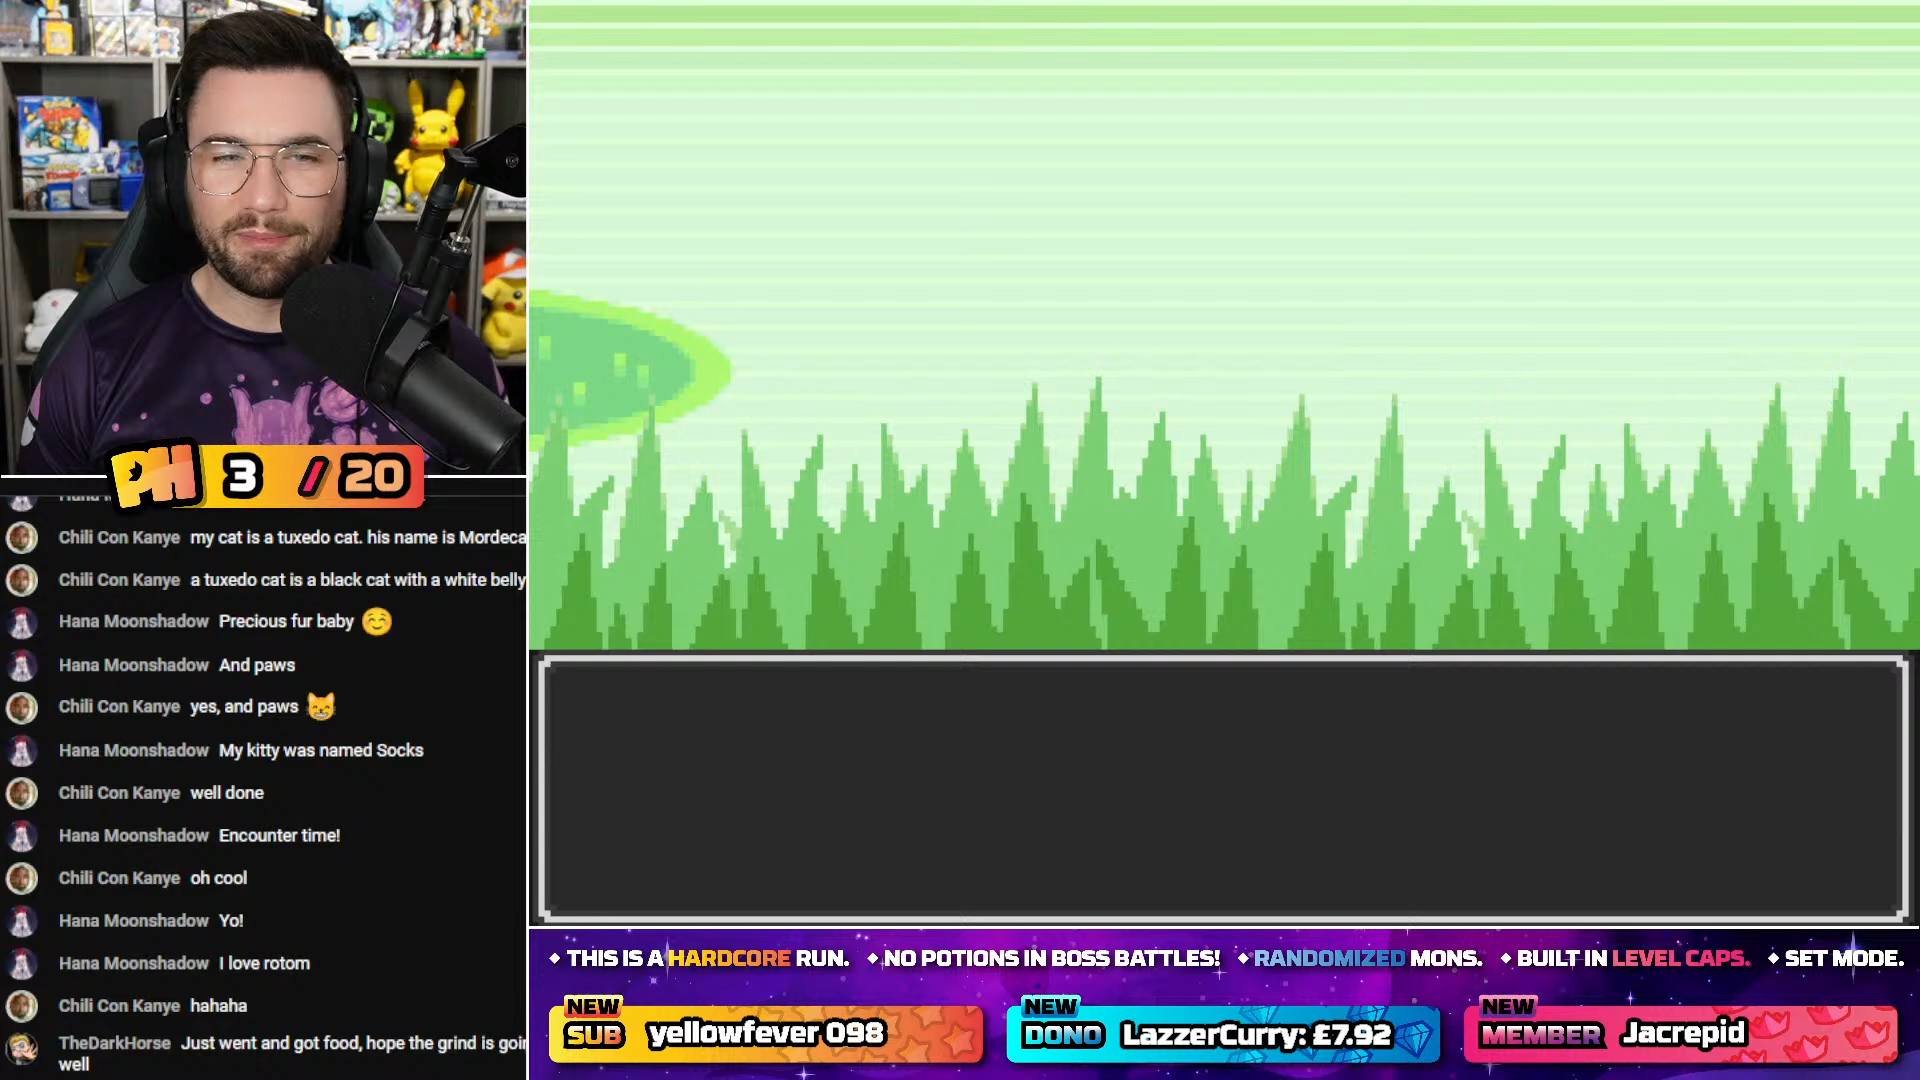 PH 3 / 20
Chili Con Kanye my cat is a tuxedo cat. his name is Mordeca
Chili Con Kanye a tuxedo cat is a black cat with a white belly
Hana Moonshadow Precious fur baby ☺️
Hana Moonshadow And paws
Chili Con Kanye yes, and paws 😸
Hana Moonshadow My kitty was named Socks
Chili Con Kanye well done
Hana Moonshadow Encounter time!
Chili Con Kanye oh cool
Hana Moonshadow Yo!
Hana Moonshadow I love rotom
Chili Con Kanye hahaha
TheDarkHorse Just went and got food, hope the grind is goin
well
◆ THIS IS A HARDCORE RUN. ◆ NO POTIONS IN BOSS BATTLES! ◆ RANDOMIZED MONS. ◆ BUILT IN LEVEL CAPS. ◆ SET MODE.
NEW
SUB yellowfever 098
NEW
DONO LazzerCurry: £7.92
NEW
MEMBER Jacrepid